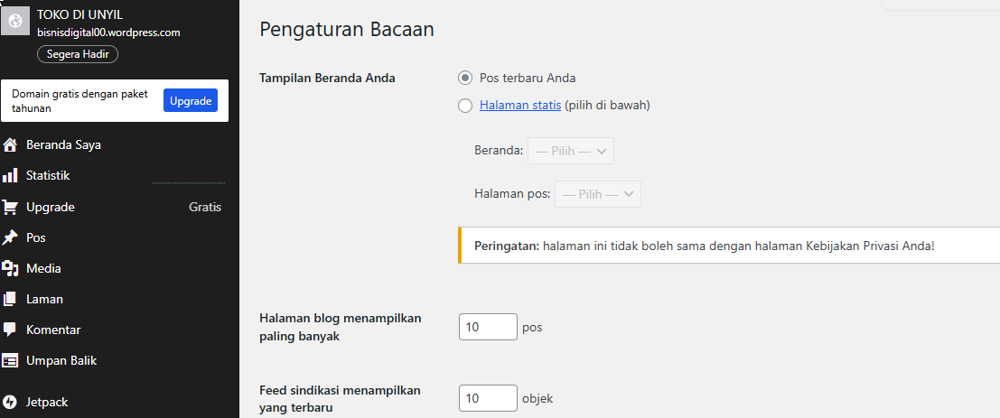 TOKO DI UNYIL
bisnisdigital00.wordpress.com
Segera Hadir
Domain gratis dengan paket
tahunan
Upgrade
Beranda Saya
Statistik
Upgrade Gratis
Pos
Media
Laman
Komentar
Umpan Balik
Jetpack
Pengaturan Bacaan
Tampilan Beranda Anda
Pos terbaru Anda
Halaman statis (pilih di bawah)
Beranda: — Pilih —
Halaman pos: — Pilih —
Peringatan: halaman ini tidak boleh sama dengan halaman Kebijakan Privasi Anda!
Halaman blog menampilkan
paling banyak
10 pos
Feed sindikasi menampilkan
yang terbaru
10 objek